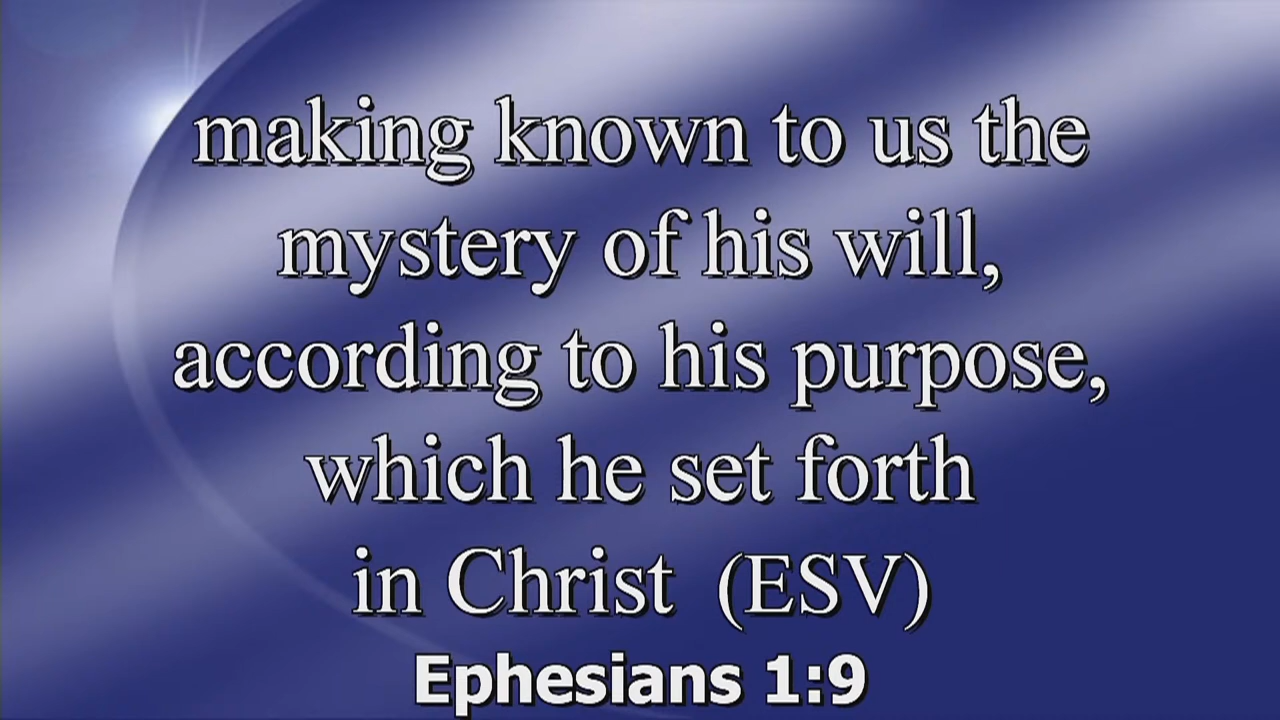 making known to us the
mystery of his will,
according to his purpose,
which he set forth
in Christ (ESV)
Ephesians 1:9